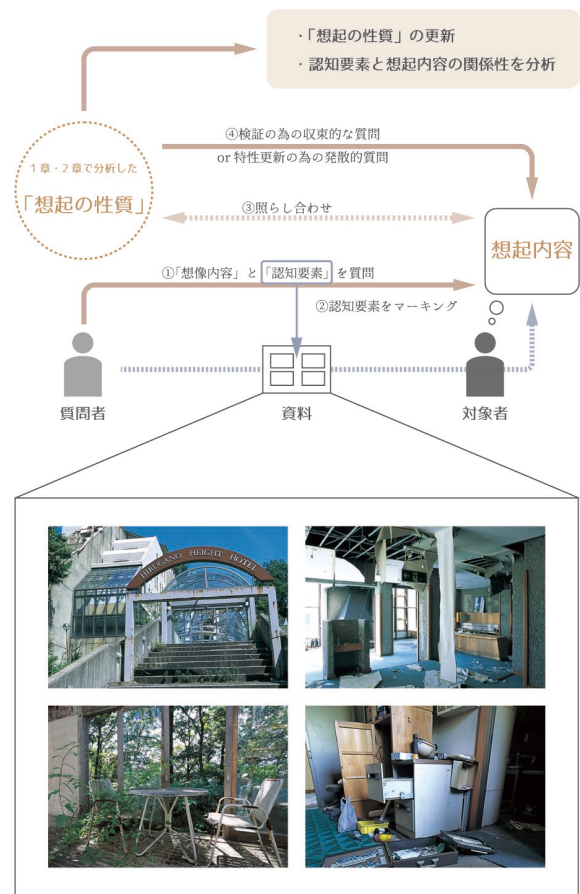 ・「想起の性質」の更新
・認知要素と想起内容の関係性を分析
④検証の為の収束的な質問
or 特性更新の為の発散的質問
1章・2章で分析した
「想起の性質」
③照らし合わせ
想起内容
①「想像内容」と「認知要素」を質問
②認知要素をマーキング
質問者
資料
対象者
HIRUGANO HEIGHT HOTEL